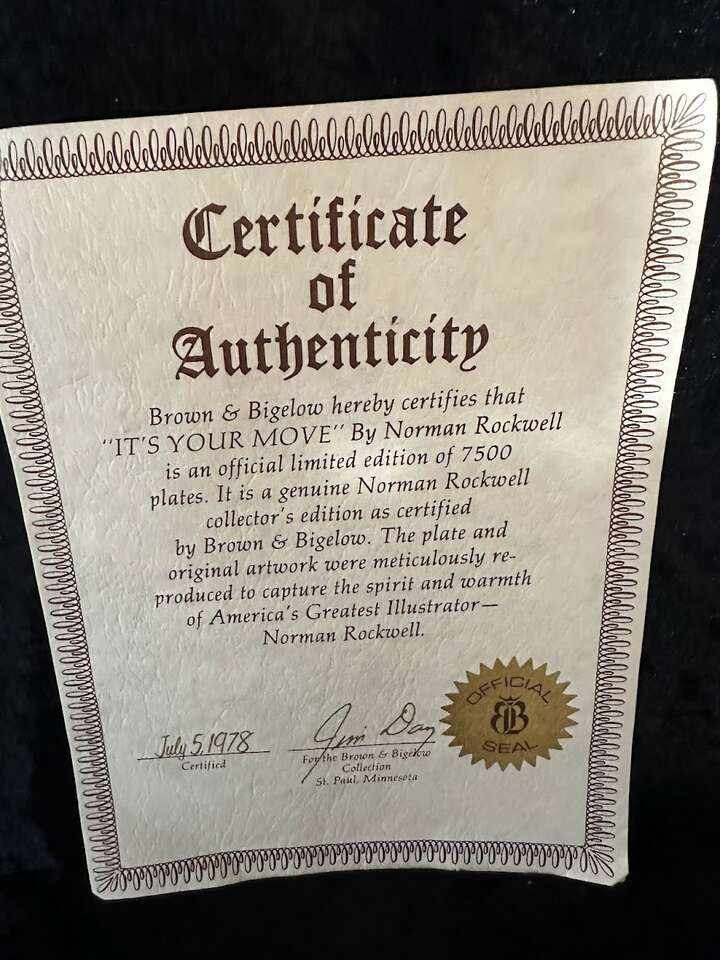 Certificate
of
Authenticity
Brown & Bigelow hereby certifies that
"IT'S YOUR MOVE" By Norman Rockwell
is an official limited edition of 7500
plates. It is a genuine Norman Rockwell
collector's edition as certified
by Brown & Bigelow. The plate and
original artwork were meticulously re-
produced to capture the spirit and warmth
of America's Greatest Illustrator—
Norman Rockwell.
July 5, 1978
Certified
Jim Day
For the Brown & Bigelow
Collection
St. Paul, Minnesota
OFFICIAL
BB
SEAL